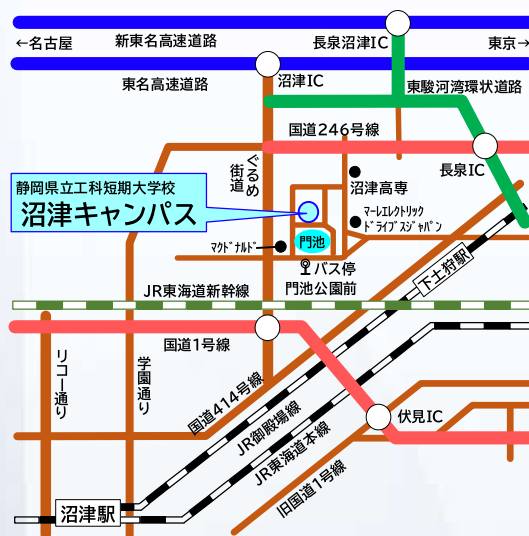 ←名古屋
新東名高速道路
長泉沼津IC
東京→
東名高速道路
沼津IC
東駿河湾環状道路
国道246号線
ぐるめ
街道
長泉IC
静岡県立工科短期大学校
沼津キャンパス
沼津高専
マーレエレクトリック
ドライブスジャパン
門池
マクドナルド
バス停
門池公園前
下土狩駅
JR東海道新幹線
国道1号線
リコー通り
学園通り
国道414号線
JR御殿場線
JR東海道本線
旧国道1号線
伏見IC
沼津駅